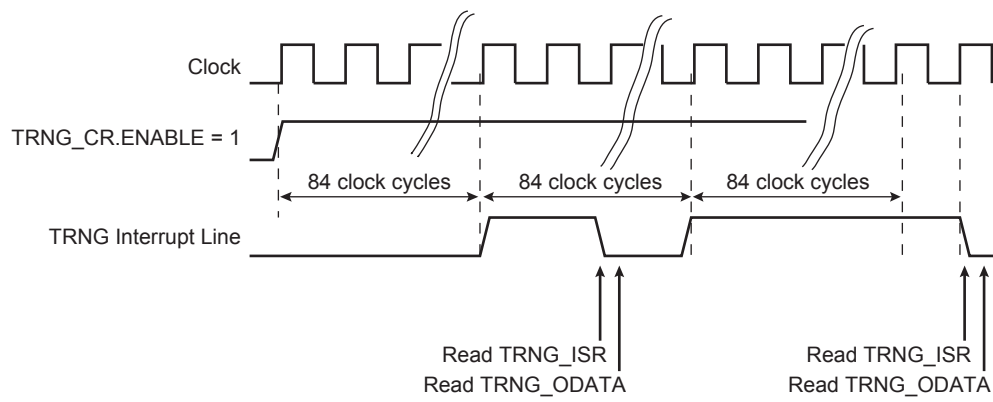 Clock
TRNG_CR.ENABLE = 1
84 clock cycles 84 clock cycles 84 clock cycles
TRNG Interrupt Line
Read TRNG_ISR Read TRNG_ISR
Read TRNG_ODATA Read TRNG_ODATA